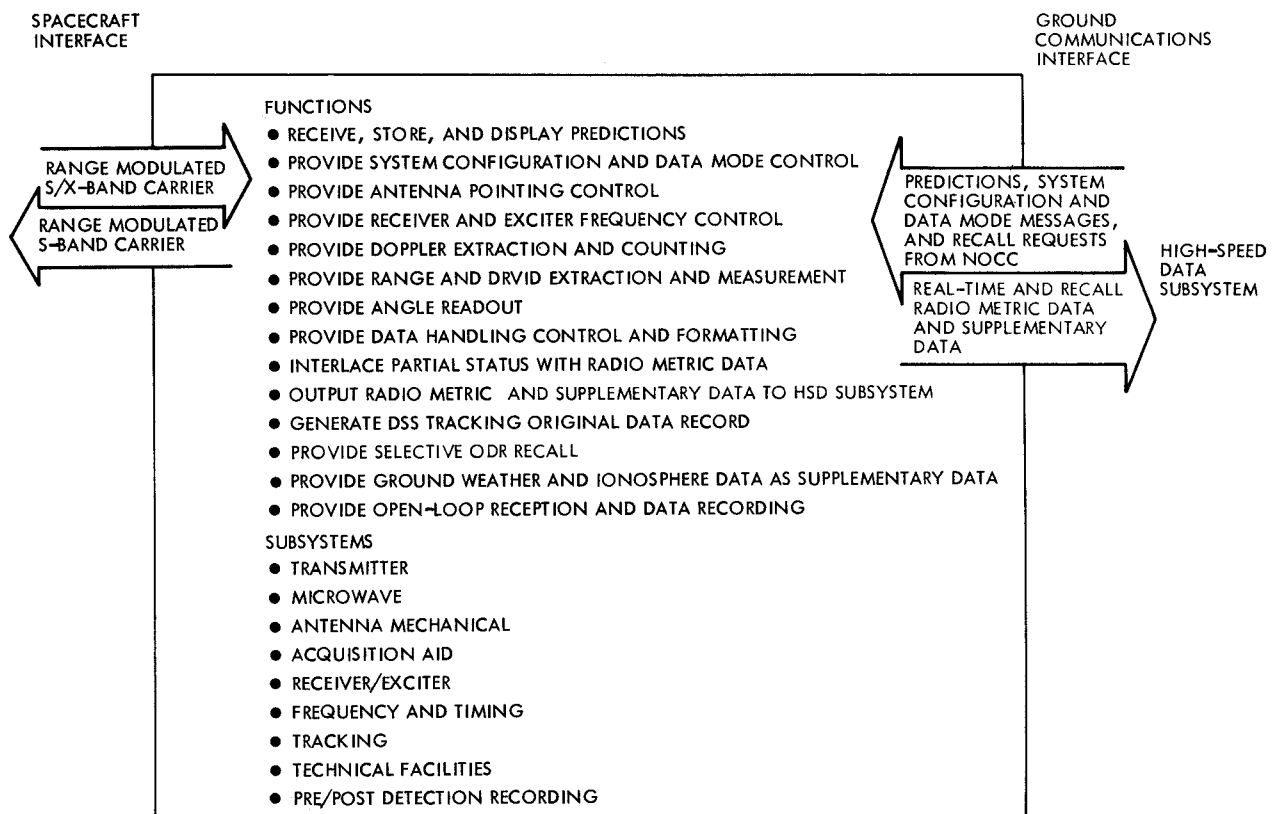 SPACECRAFT
INTERFACE
GROUND
COMMUNICATIONS
INTERFACE
RANGE MODULATED
S/X-BAND CARRIER
RANGE MODULATED
S-BAND CARRIER
FUNCTIONS
● RECEIVE, STORE, AND DISPLAY PREDICTIONS
● PROVIDE SYSTEM CONFIGURATION AND DATA MODE CONTROL
● PROVIDE ANTENNA POINTING CONTROL
● PROVIDE RECEIVER AND EXCITER FREQUENCY CONTROL
● PROVIDE DOPPLER EXTRACTION AND COUNTING
● PROVIDE RANGE AND DRVID EXTRACTION AND MEASUREMENT
● PROVIDE ANGLE READOUT
● PROVIDE DATA HANDLING CONTROL AND FORMATTING
● INTERLACE PARTIAL STATUS WITH RADIO METRIC DATA
● OUTPUT RADIO METRIC AND SUPPLEMENTARY DATA TO HSD SUBSYSTEM
● GENERATE DSS TRACKING ORIGINAL DATA RECORD
● PROVIDE SELECTIVE ODR RECALL
● PROVIDE GROUND WEATHER AND IONOSPHERE DATA AS SUPPLEMENTARY DATA
● PROVIDE OPEN-LOOP RECEPTION AND DATA RECORDING
SUBSYSTEMS
● TRANSMITTER
● MICROWAVE
● ANTENNA MECHANICAL
● ACQUISITION AID
● RECEIVER/EXCITER
● FREQUENCY AND TIMING
● TRACKING
● TECHNICAL FACILITIES
● PRE/POST DETECTION RECORDING
PREDICTIONS, SYSTEM
CONFIGURATION AND
DATA MODE MESSAGES,
AND RECALL REQUESTS
FROM NOCC
REAL-TIME AND RECALL
RADIO METRIC DATA
AND SUPPLEMENTARY
DATA
HIGH-SPEED
DATA
SUBSYSTEM